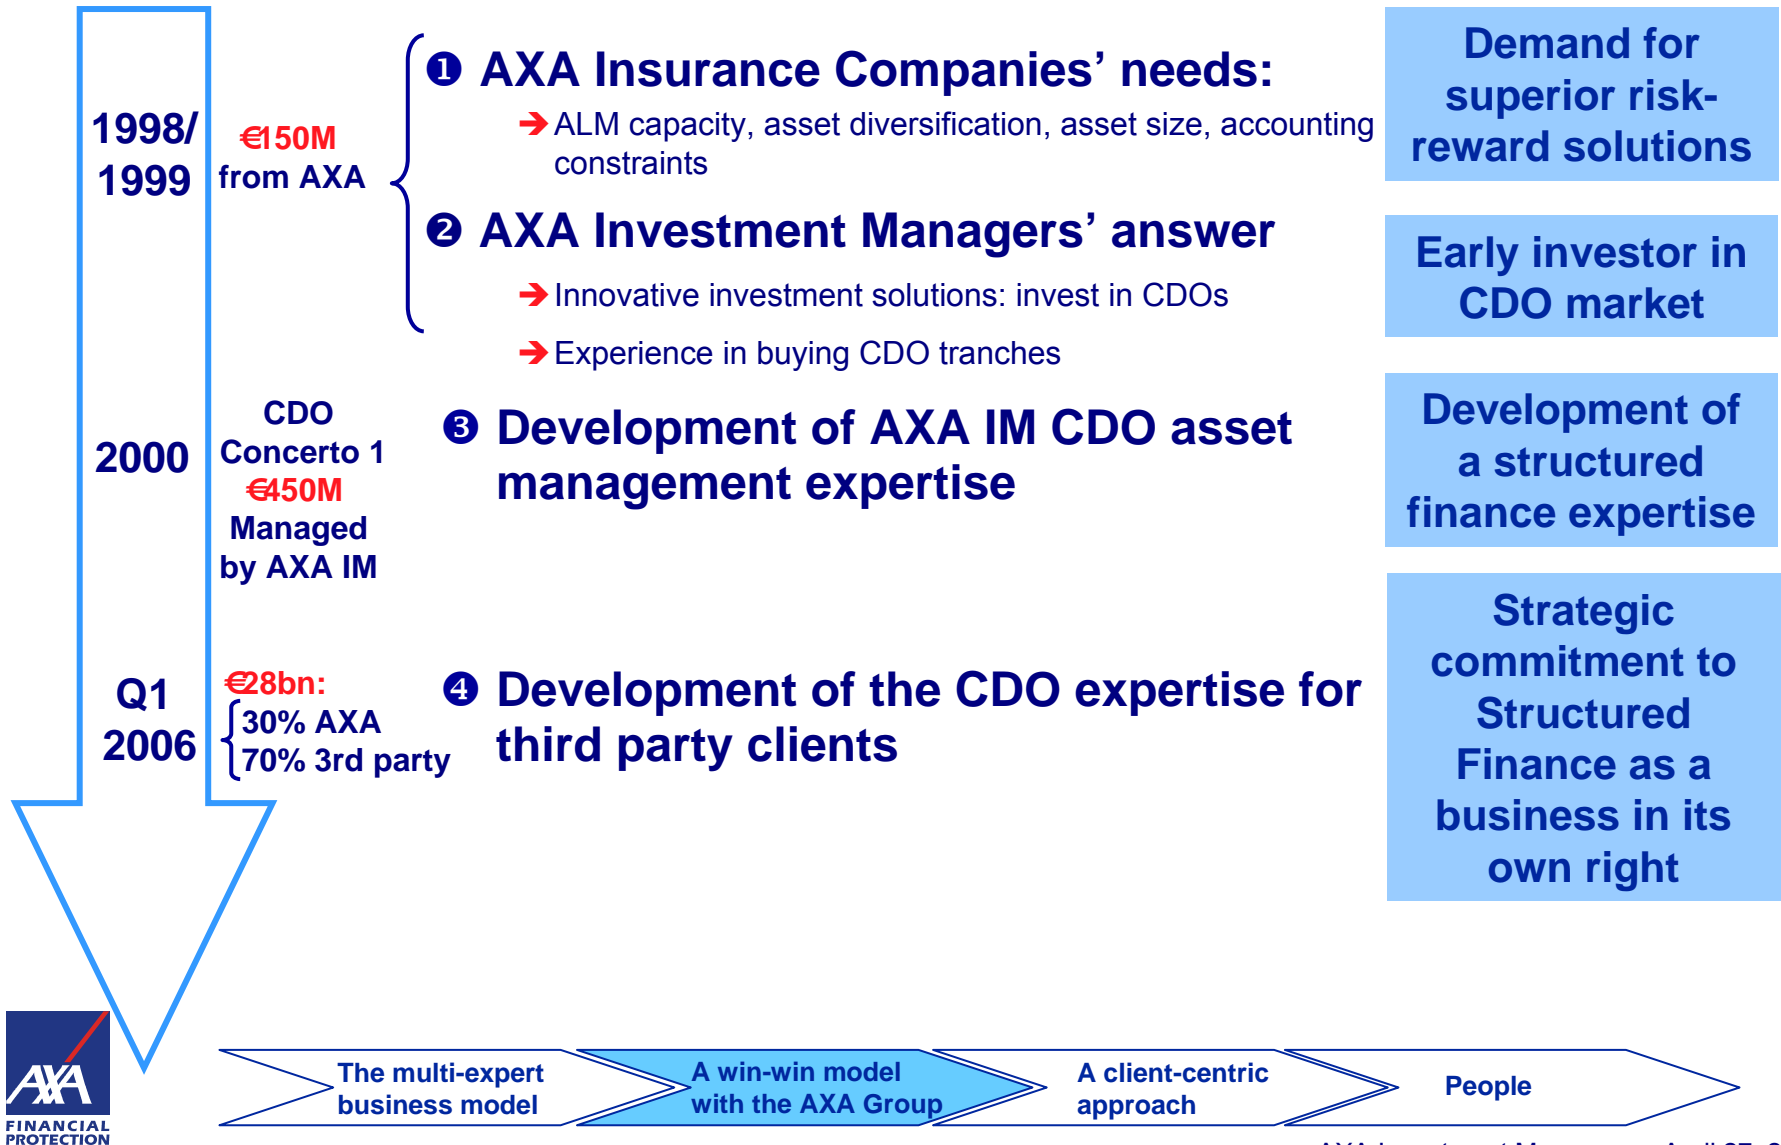 1998/
1999
€150M
from AXA
❶ AXA Insurance Companies’ needs:
➔ ALM capacity, asset diversification, asset size, accounting
constraints
Demand for
superior risk-
reward solutions
❷ AXA Investment Managers’ answer
➔ Innovative investment solutions: invest in CDOs
➔ Experience in buying CDO tranches
Early investor in
CDO market
2000
CDO
Concerto 1
€450M
Managed
by AXA IM
❸ Development of AXA IM CDO asset
management expertise
Development of
a structured
finance expertise
Q1
2006
€28bn:
30% AXA
70% 3rd party
❹ Development of the CDO expertise for
third party clients
Strategic
commitment to
Structured
Finance as a
business in its
own right
AXA
FINANCIAL
PROTECTION
The multi-expert
business model
A win-win model
with the AXA Group
A client-centric
approach
People